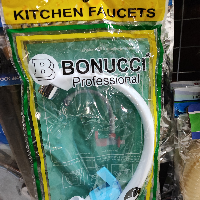 KITCHEN FAUCETS
B
BONUCCI
Professional